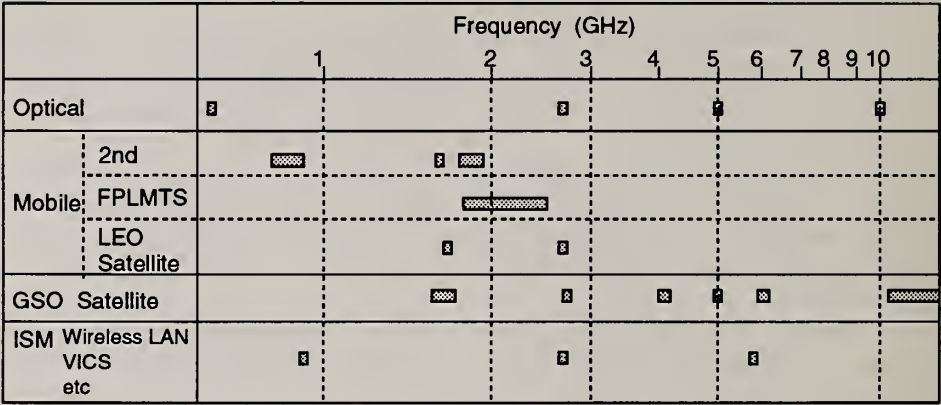 Frequency (GHz)
1 2 3 4 5 6 7 8 9 10
Optical
Mobile
2nd
FPLMTS
LEO
Satellite
GSO Satellite
ISM Wireless LAN
VICS
etc